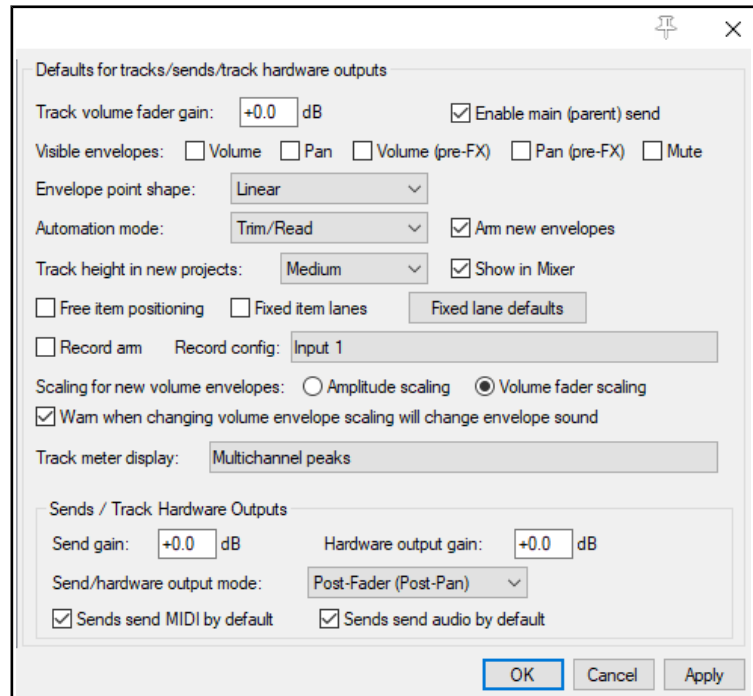 Defaults for tracks/sends/track hardware outputs
Track volume fader gain: +0.0 dB Enable main (parent) send
Visible envelopes: Volume Pan Volume (pre-FX) Pan (pre-FX) Mute
Envelope point shape: Linear
Automation mode: Trim/Read Arm new envelopes
Track height in new projects: Medium Show in Mixer
Free item positioning Fixed item lanes Fixed lane defaults
Record arm Record config: Input 1
Scaling for new volume envelopes: Amplitude scaling Volume fader scaling
Warn when changing volume envelope scaling will change envelope sound
Track meter display: Multichannel peaks
Sends / Track Hardware Outputs
Send gain: +0.0 dB Hardware output gain: +0.0 dB
Send/hardware output mode: Post-Fader (Post-Pan)
Sends send MIDI by default Sends send audio by default
OK Cancel Apply